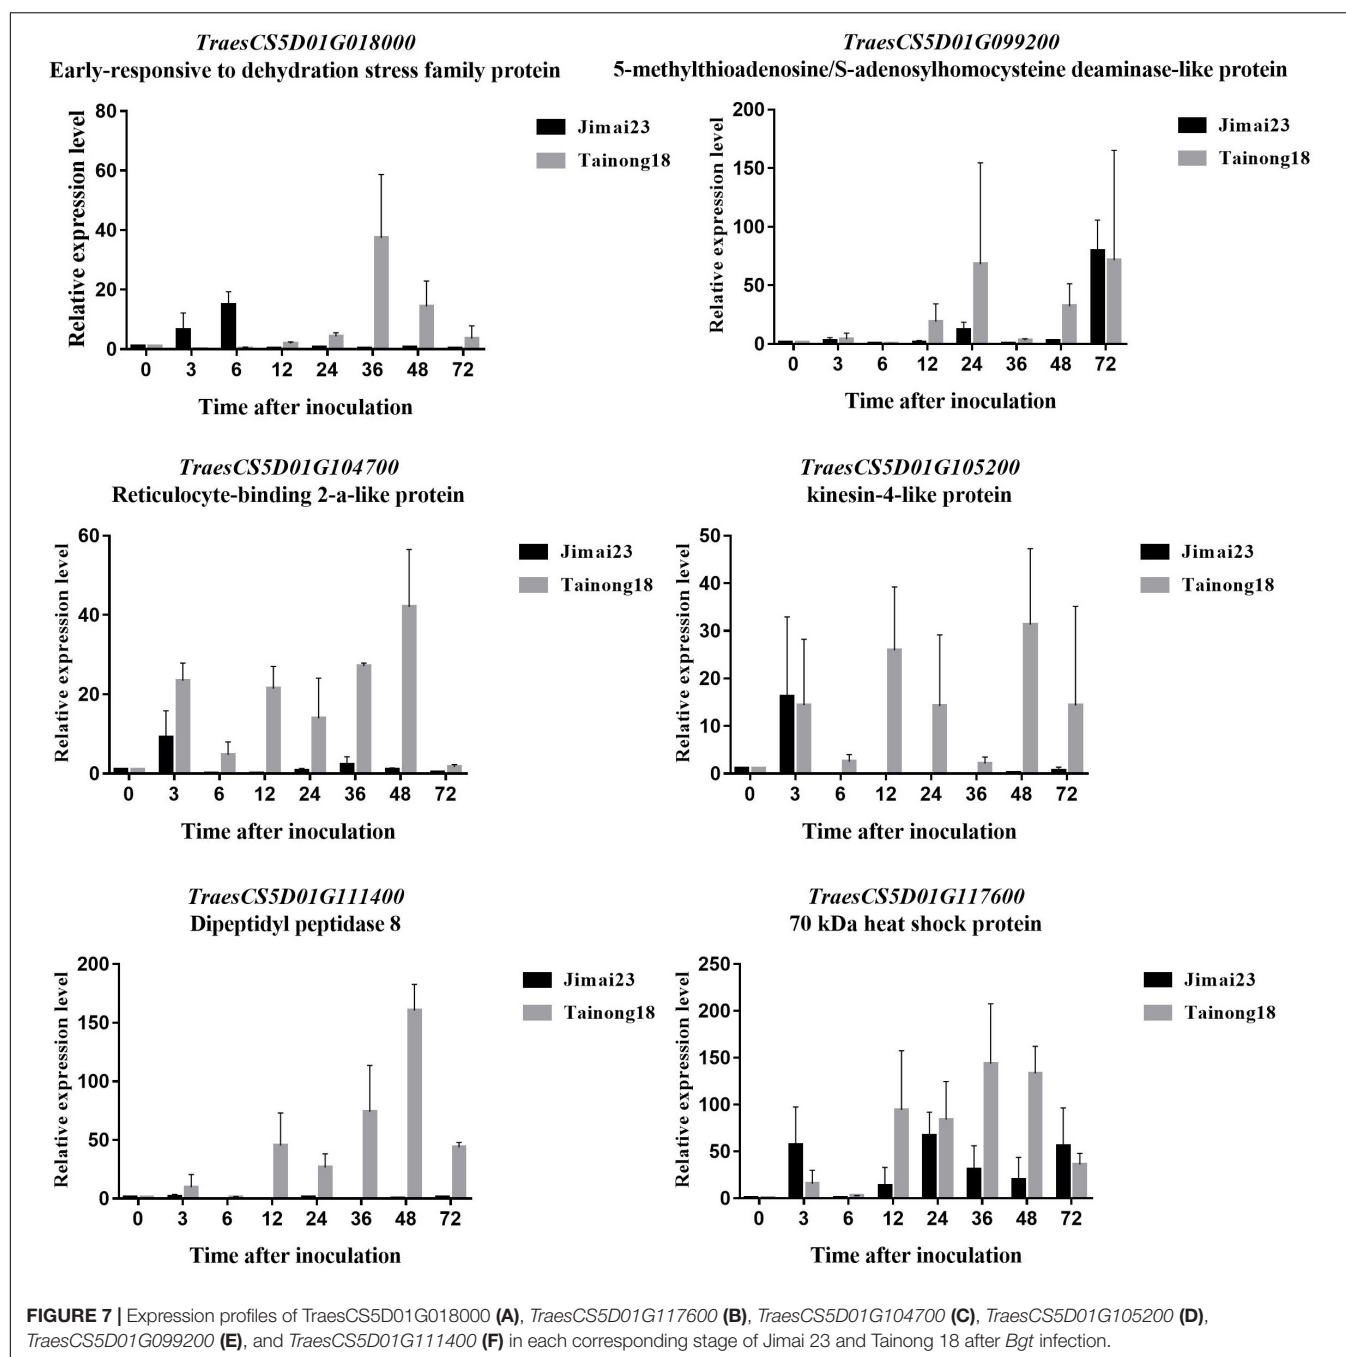 TraesCS5D01G018000
Early-responsive to dehydration stress family protein
Relative expression level
80
60
40
20
0
0 3 6 12 24 36 48 72
Time after inoculation
Jimai23
Tainong18
TraesCS5D01G099200
5-methylthioadenosine/S-adenosylhomocysteine deaminase-like protein
Relative expression level
200
150
100
50
0
0 3 6 12 24 36 48 72
Time after inoculation
Jimai23
Tainong18
TraesCS5D01G104700
Reticulocyte-binding 2-a-like protein
Relative expression level
60
40
20
0
0 3 6 12 24 36 48 72
Time after inoculation
Jimai23
Tainong18
TraesCS5D01G105200
kinesin-4-like protein
Relative expression level
50
40
30
20
10
0
0 3 6 12 24 36 48 72
Time after inoculation
Jimai23
Tainong18
TraesCS5D01G111400
Dipeptidyl peptidase 8
Relative expression level
200
150
100
50
0
0 3 6 12 24 36 48 72
Time after inoculation
Jimai23
Tainong18
TraesCS5D01G117600
70 kDa heat shock protein
Relative expression level
250
200
150
100
50
0
0 3 6 12 24 36 48 72
Time after inoculation
Jimai23
Tainong18
FIGURE 7 | Expression profiles of TraesCS5D01G018000 (A), TraesCS5D01G117600 (B), TraesCS5D01G104700 (C), TraesCS5D01G105200 (D),
TraesCS5D01G099200 (E), and TraesCS5D01G111400 (F) in each corresponding stage of Jimai 23 and Tainong 18 after Bgt infection.